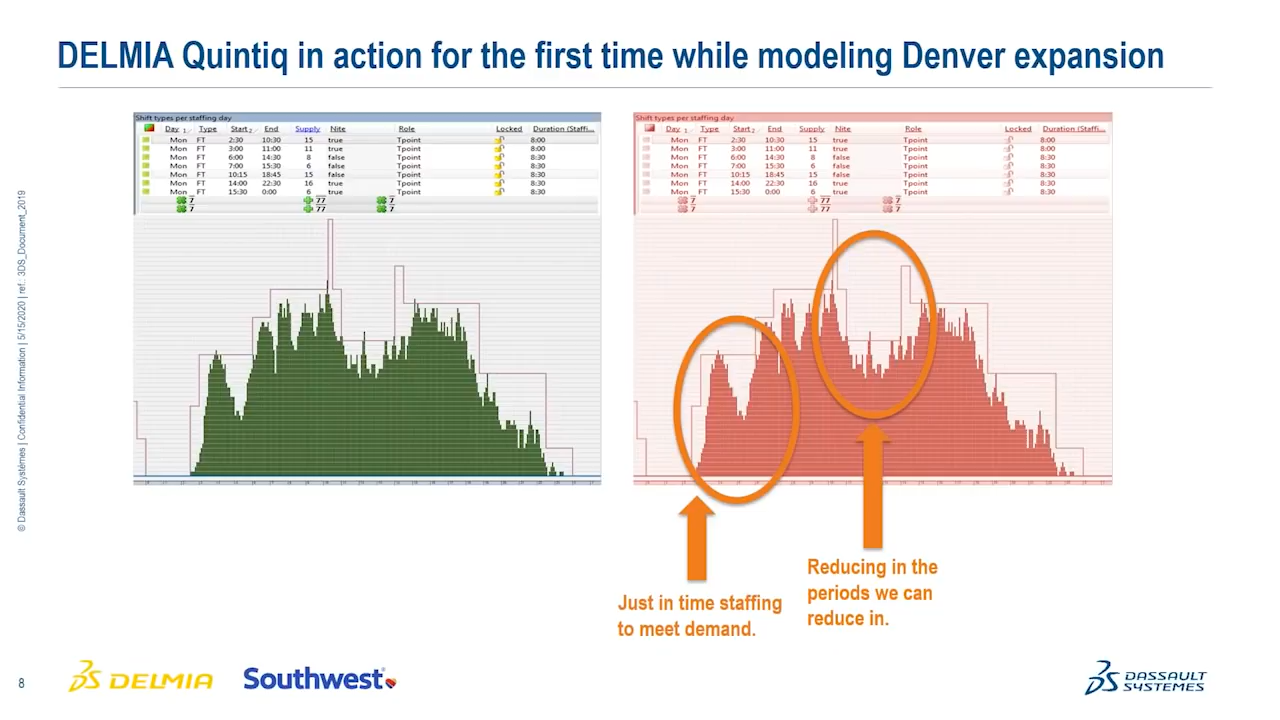 DELMIA Quintiq in action for the first time while modeling Denver expansion
Shift types per staffing day
Day 1 Type Start 2 End Supply Nite Role Locked Duration (Staffi...
Mon FT 2:30 10:30 15 true Tpoint 8:00
Mon FT 3:00 11:00 11 true Tpoint 8:00
Mon FT 6:00 14:30 8 false Tpoint 8:30
Mon FT 7:00 15:30 6 false Tpoint 8:30
Mon FT 10:15 18:45 15 false Tpoint 8:30
Mon FT 14:00 22:30 16 true Tpoint 8:30
Mon FT 15:30 0:00 6 true Tpoint 8:30
7 77 7
7 77 7
Shift types per staffing day
Day 1 Type Start 2 End Supply Nite Role Locked Duration (Staffi...
Mon FT 2:30 10:30 15 true Tpoint 8:00
Mon FT 3:00 11:00 11 true Tpoint 8:00
Mon FT 6:00 14:30 8 false Tpoint 8:30
Mon FT 7:00 15:30 6 false Tpoint 8:30
Mon FT 10:15 18:45 15 false Tpoint 8:30
Mon FT 14:00 22:30 16 true Tpoint 8:30
Mon FT 15:30 0:00 6 true Tpoint 8:30
7 77 7
7 77 7
Just in time staffing
to meet demand.
Reducing in the
periods we can
reduce in.
© Dassault Systèmes | Confidential Information | 5/15/2020 | ref.: 3DS_Document_2019
8
DELMIA
Southwest
DASSAULT
SYSTEMES